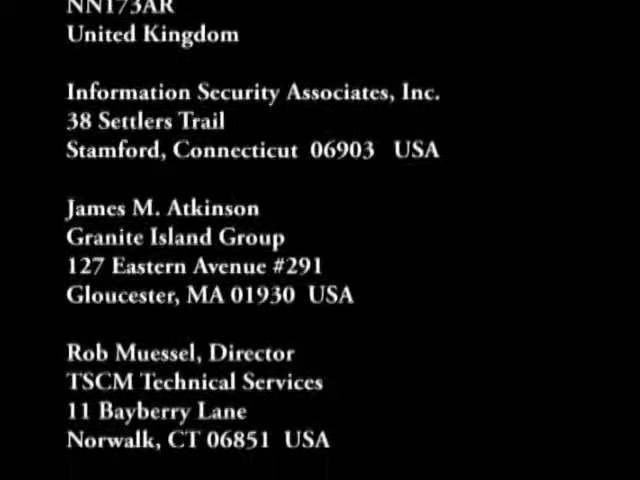 NN173AR
United Kingdom
Information Security Associates, Inc.
38 Settlers Trail
Stamford, Connecticut 06903 USA
James M. Atkinson
Granite Island Group
127 Eastern Avenue #291
Gloucester, MA 01930 USA
Rob Muessel, Director
TSCM Technical Services
11 Bayberry Lane
Norwalk, CT 06851 USA